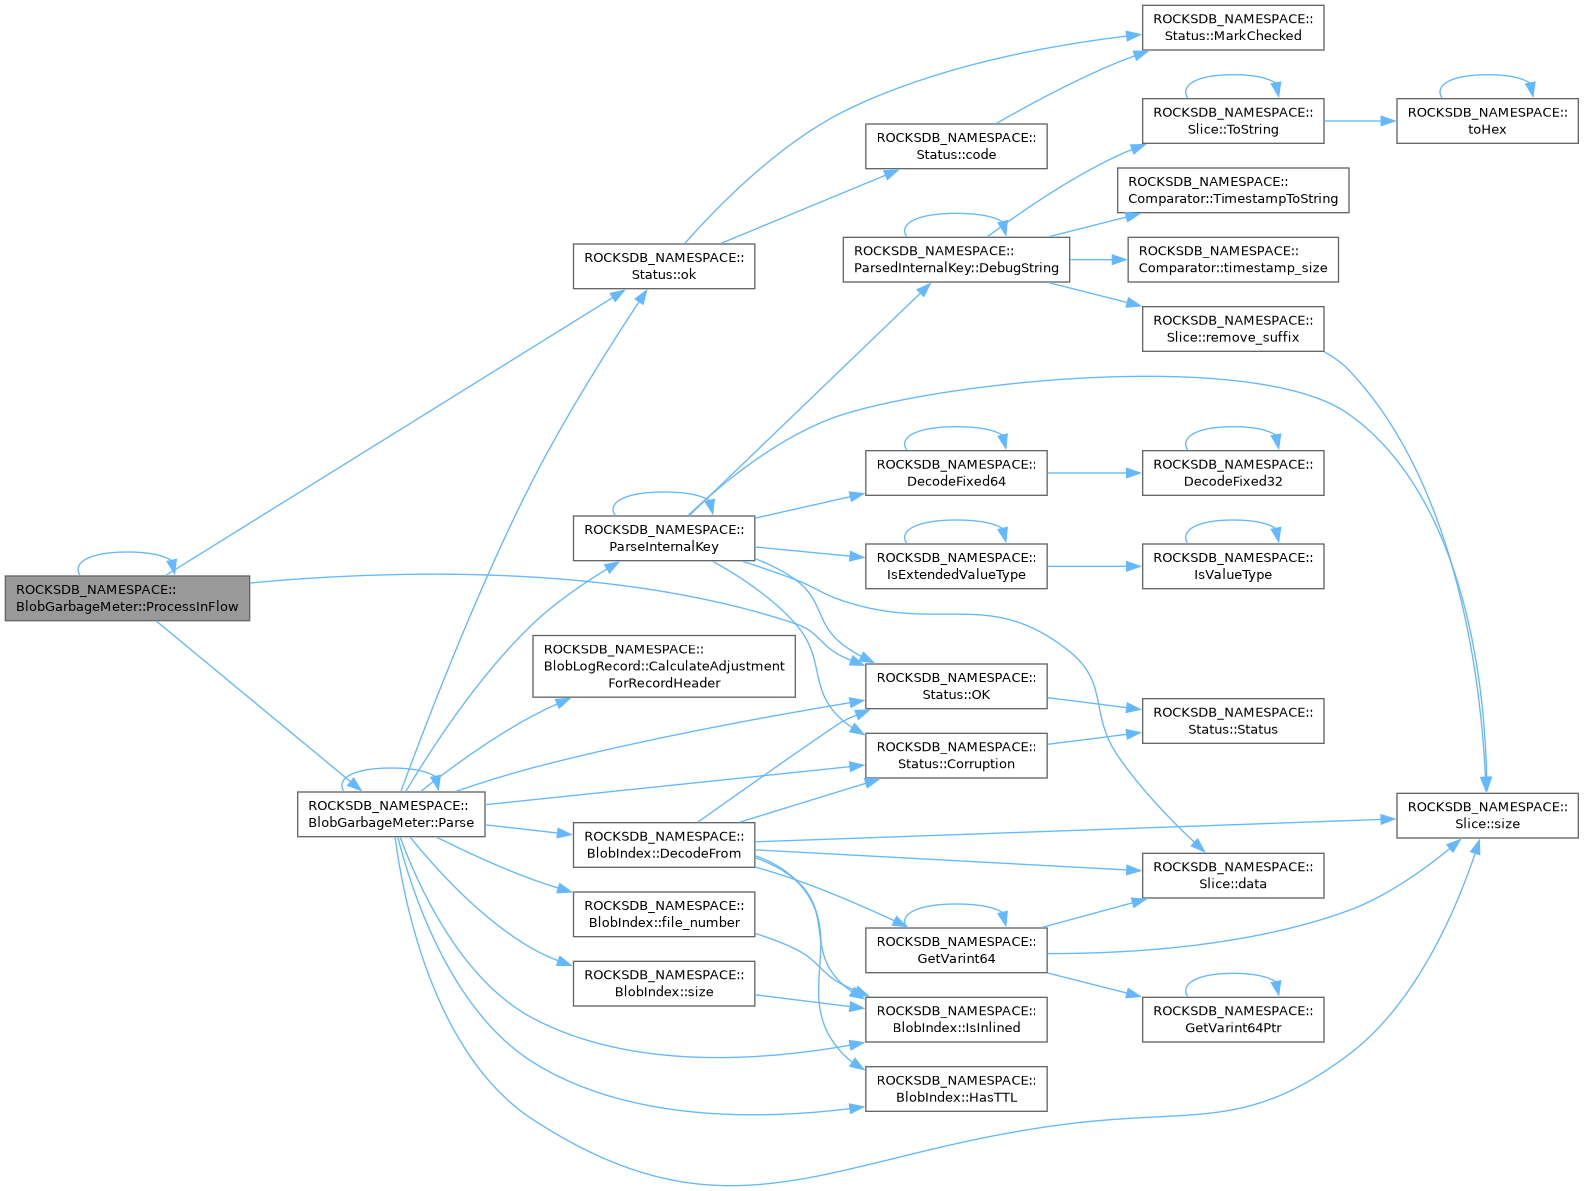 ROCKSDB_NAMESPACE::
BlobGarbageMeter::ProcessInFlow
ROCKSDB_NAMESPACE::
BlobGarbageMeter::Parse
ROCKSDB_NAMESPACE::
Status::ok
ROCKSDB_NAMESPACE::
ParseInternalKey
ROCKSDB_NAMESPACE::
BlobLogRecord::CalculateAdjustment
ForRecordHeader
ROCKSDB_NAMESPACE::
BlobIndex::DecodeFrom
ROCKSDB_NAMESPACE::
BlobIndex::file_number
ROCKSDB_NAMESPACE::
BlobIndex::size
ROCKSDB_NAMESPACE::
Status::code
ROCKSDB_NAMESPACE::
ParsedInternalKey::DebugString
ROCKSDB_NAMESPACE::
DecodeFixed64
ROCKSDB_NAMESPACE::
IsExtendedValueType
ROCKSDB_NAMESPACE::
Status::OK
ROCKSDB_NAMESPACE::
Status::Corruption
ROCKSDB_NAMESPACE::
GetVarint64
ROCKSDB_NAMESPACE::
BlobIndex::IsInlined
ROCKSDB_NAMESPACE::
BlobIndex::HasTTL
ROCKSDB_NAMESPACE::
Status::MarkChecked
ROCKSDB_NAMESPACE::
Slice::ToString
ROCKSDB_NAMESPACE::
Comparator::TimestampToString
ROCKSDB_NAMESPACE::
Comparator::timestamp_size
ROCKSDB_NAMESPACE::
Slice::remove_suffix
ROCKSDB_NAMESPACE::
DecodeFixed32
ROCKSDB_NAMESPACE::
IsValueType
ROCKSDB_NAMESPACE::
Status::Status
ROCKSDB_NAMESPACE::
Slice::data
ROCKSDB_NAMESPACE::
GetVarint64Ptr
ROCKSDB_NAMESPACE::
toHex
ROCKSDB_NAMESPACE::
Slice::size